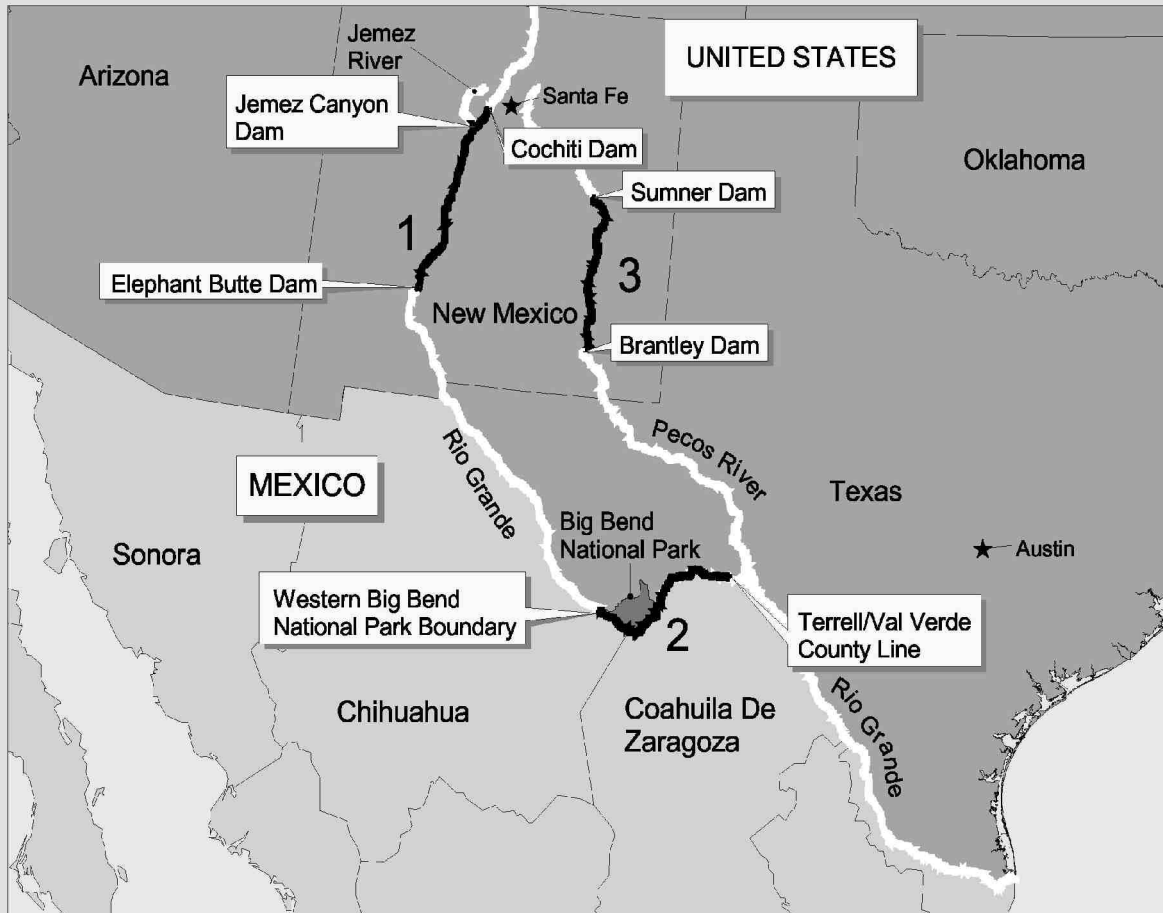 Jemez
River
UNITED STATES
Arizona
Jemez Canyon
Dam
Santa Fe
Cochiti Dam
Oklahoma
Sumner Dam
1
3
Elephant Butte Dam
New Mexico
Brantley Dam
Rio Grande
Pecos River
MEXICO
Texas
Big Bend
National Park
Austin
Sonora
Western Big Bend
National Park Boundary
2
Terrell/Val Verde
County Line
Chihuahua
Coahuila De
Zaragoza
Rio Grande